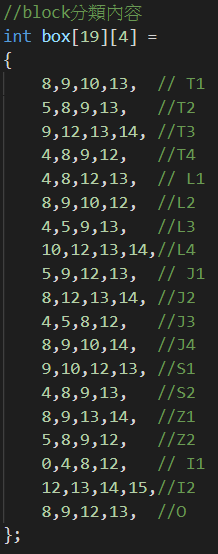 //block分類內容
int box[19][4] =
{
8,9,10,13, // T1
5,8,9,13, //T2
9,12,13,14, //T3
4,8,9,12, //T4
4,8,12,13, // L1
8,9,10,12, //L2
4,5,9,13, //L3
10,12,13,14,//L4
5,9,12,13, // J1
8,12,13,14, //J2
4,5,8,12, //J3
8,9,10,14, //J4
9,10,12,13, //S1
4,8,9,13, //S2
8,9,13,14, //Z1
5,8,9,12, //Z2
0,4,8,12, // I1
12,13,14,15,//I2
8,9,12,13, //O
};